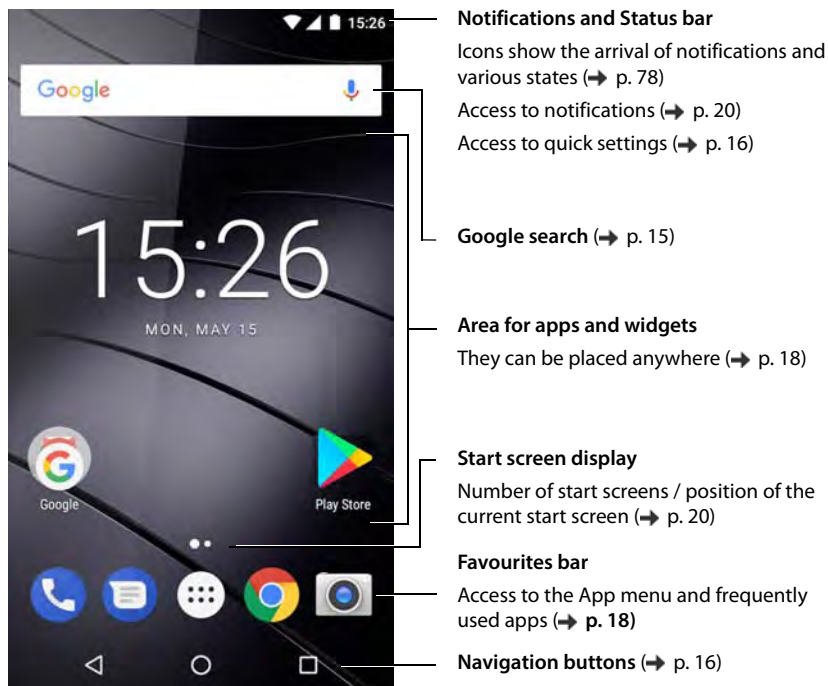 15:26
Notifications and Status bar
Icons show the arrival of notifications and
various states (➔ p. 78)
Access to notifications (➔ p. 20)
Access to quick settings (➔ p. 16)
Google
Google search (➔ p. 15)
15:26
MON, MAY 15
Area for apps and widgets
They can be placed anywhere (➔ p. 18)
Google
Play Store
Start screen display
Number of start screens / position of the
current start screen (➔ p. 20)
Favourites bar
Access to the App menu and frequently
used apps (➔ p. 18)
Navigation buttons (➔ p. 16)